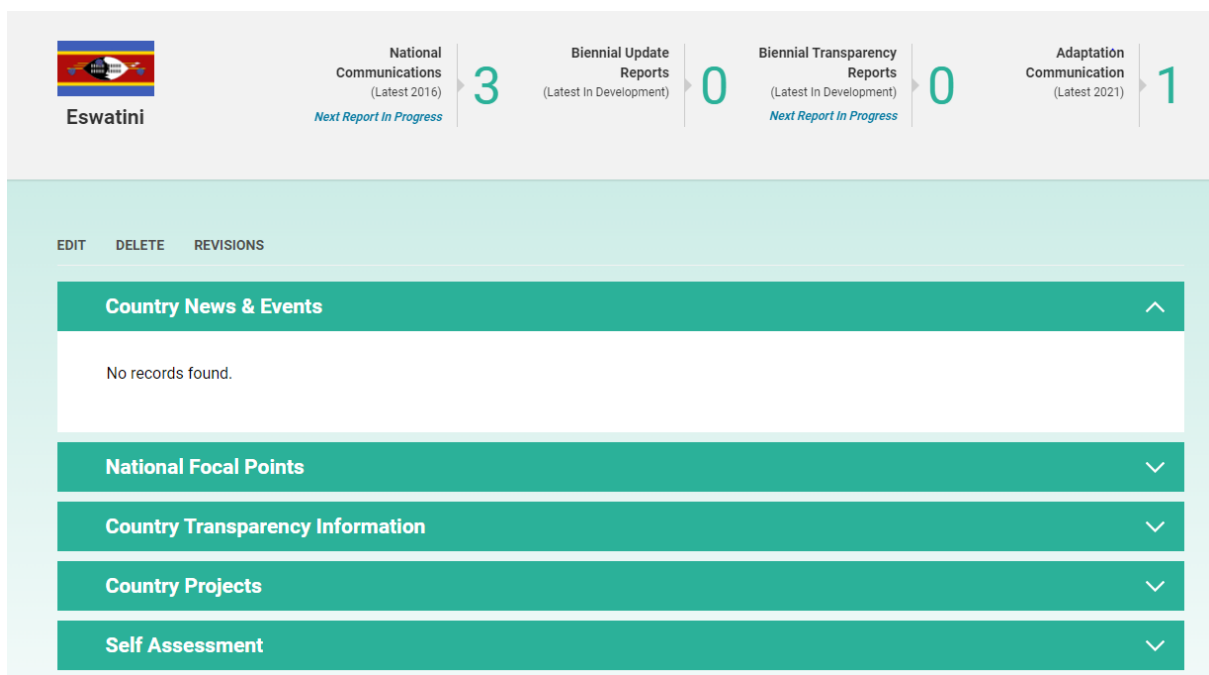 Eswatini
National
Communications
(Latest 2016)
Next Report In Progress
3
Biennial Update
Reports
(Latest In Development)
0
Biennial Transparency
Reports
(Latest In Development)
Next Report In Progress
0
Adaptation
Communication
(Latest 2021)
1
EDIT DELETE REVISIONS
Country News & Events
No records found.
National Focal Points
Country Transparency Information
Country Projects
Self Assessment